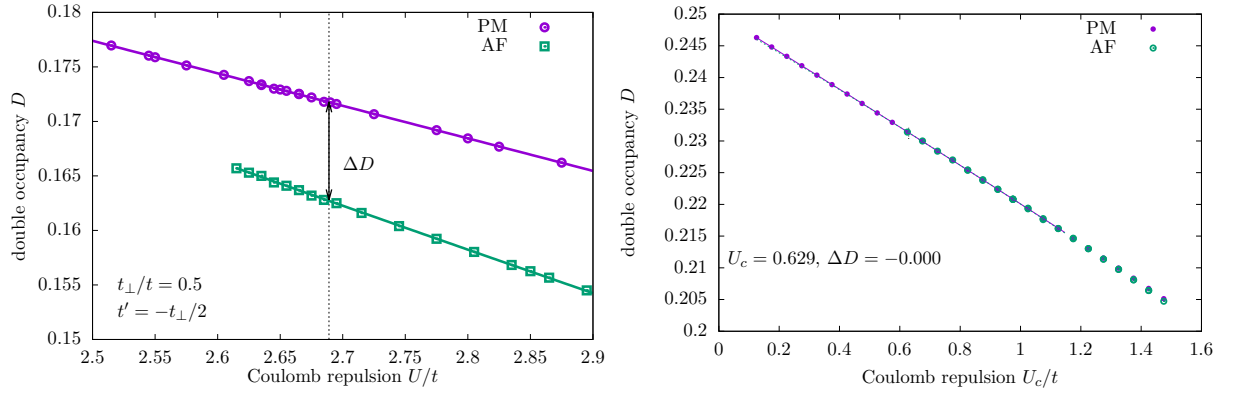 0.18
0.175
0.17
0.165
0.16
0.155
0.15
double occupancy D
PM
AF
ΔD
t⊥/t = 0.5
t′ = −t⊥/2
2.5 2.55 2.6 2.65 2.7 2.75 2.8 2.85 2.9
Coulomb repulsion U/t
0.25
0.245
0.24
0.235
0.23
0.225
0.22
0.215
0.21
0.205
0.2
double occupancy D
PM
AF
Uc = 0.629, ΔD = −0.000
0 0.2 0.4 0.6 0.8 1 1.2 1.4 1.6
Coulomb repulsion Uc/t